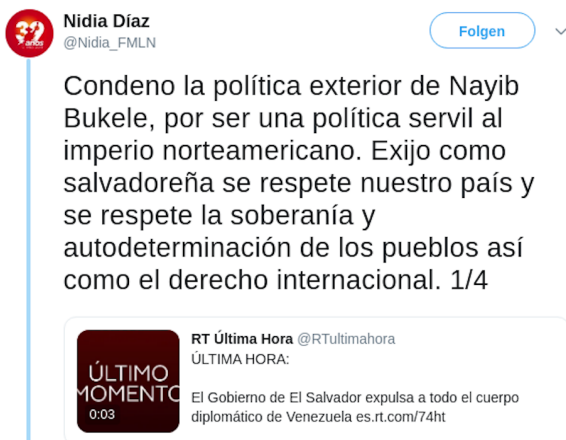 39
años
Nidia Díaz
@Nidia_FMLN
Folgen
Condeno la política exterior de Nayib
Bukele, por ser una política servil al
imperio norteamericano. Exijo como
salvadoreña se respete nuestro país y
se respete la soberanía y
autodeterminación de los pueblos así
como el derecho internacional. 1/4
RT Última Hora @RTultimahora
ÚLTIMA HORA:
El Gobierno de El Salvador expulsa a todo el cuerpo
diplomático de Venezuela es.rt.com/74ht
ÚLTIMO
MOMENTO
0:03